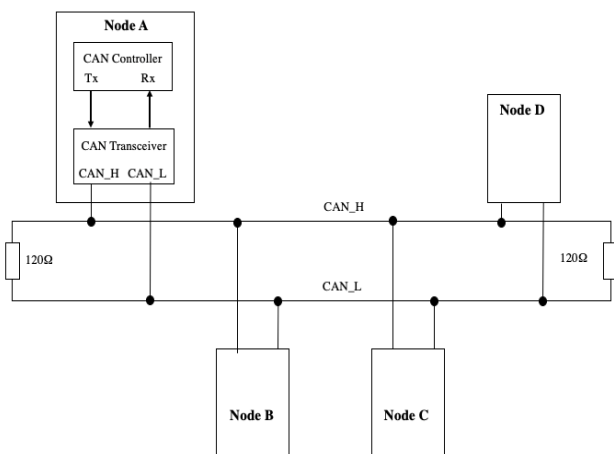 Node A
CAN Controller
Tx Rx
CAN Transceiver
CAN_H CAN_L
Node D
CAN_H
120Ω
120Ω
CAN_L
Node B
Node C